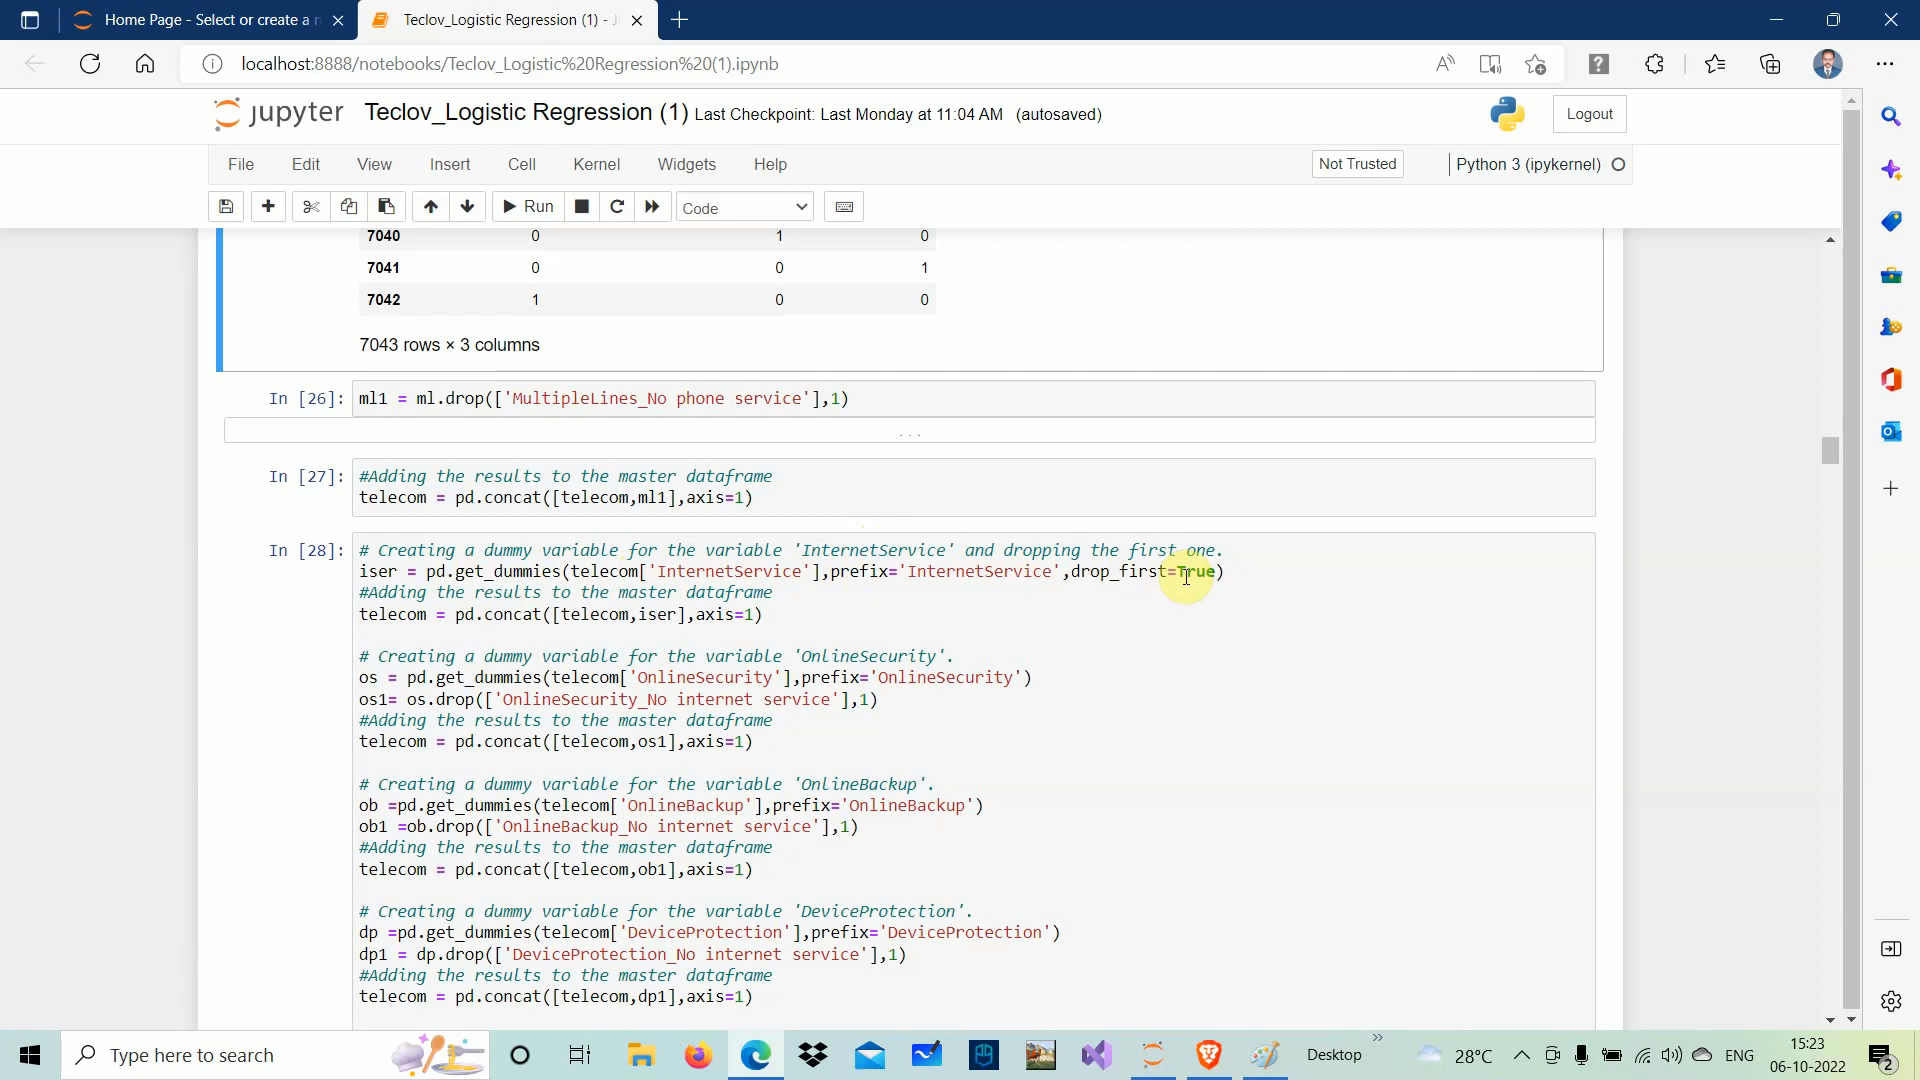 Home Page - Select or create a n
Teclov_Logistic Regression (1) - J
localhost:8888/notebooks/Teclov_Logistic%20Regression%20(1).ipynb
jupyter Teclov_Logistic Regression (1) Last Checkpoint: Last Monday at 11:04 AM (autosaved)
Logout
File Edit View Insert Cell Kernel Widgets Help
Not Trusted
Python 3 (ipykernel)
Run
Code
7040 0 1 0
7041 0 0 1
7042 1 0 0
7043 rows × 3 columns
In [26]: ml1 = ml.drop(['MultipleLines_No phone service'],1)
...
In [27]: #Adding the results to the master dataframe
telecom = pd.concat([telecom,ml1],axis=1)
In [28]: # Creating a dummy variable for the variable 'InternetService' and dropping the first one.
iser = pd.get_dummies(telecom['InternetService'],prefix='InternetService',drop_first=True)
#Adding the results to the master dataframe
telecom = pd.concat([telecom,iser],axis=1)
# Creating a dummy variable for the variable 'OnlineSecurity'.
os = pd.get_dummies(telecom['OnlineSecurity'],prefix='OnlineSecurity')
os1= os.drop(['OnlineSecurity_No internet service'],1)
#Adding the results to the master dataframe
telecom = pd.concat([telecom,os1],axis=1)
# Creating a dummy variable for the variable 'OnlineBackup'.
ob =pd.get_dummies(telecom['OnlineBackup'],prefix='OnlineBackup')
ob1 =ob.drop(['OnlineBackup_No internet service'],1)
#Adding the results to the master dataframe
telecom = pd.concat([telecom,ob1],axis=1)
# Creating a dummy variable for the variable 'DeviceProtection'.
dp =pd.get_dummies(telecom['DeviceProtection'],prefix='DeviceProtection')
dp1 = dp.drop(['DeviceProtection_No internet service'],1)
#Adding the results to the master dataframe
telecom = pd.concat([telecom,dp1],axis=1)
Type here to search
Desktop
28°C
ENG
15:23
06-10-2022
2